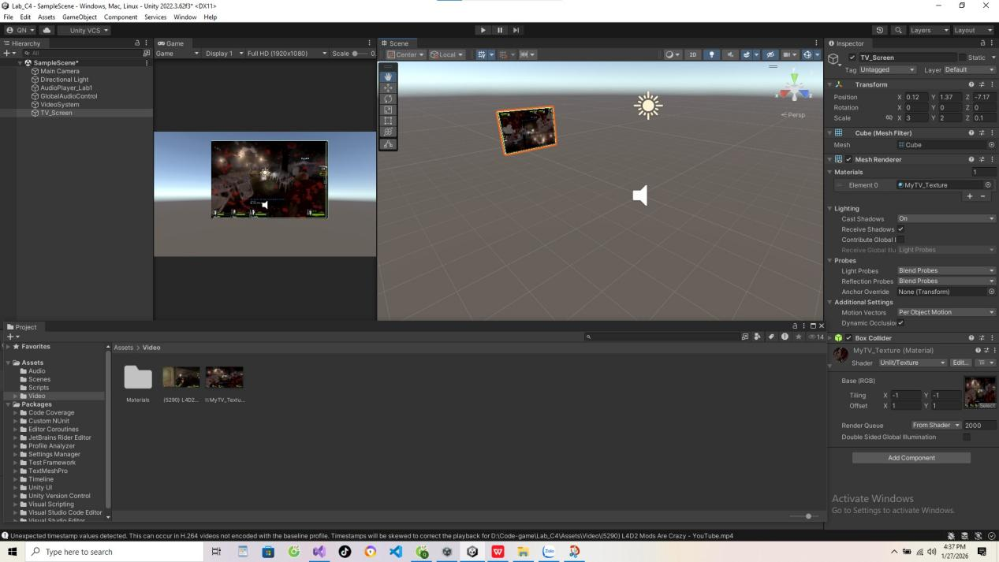 Lab_C4 - SampleScene - Windows, Mac, Linux - Unity 2022.3.62f3* <DX11>
File Edit Assets GameObject Component Services Window Help
QN Unity VCS Layers Layout
Hierarchy
All
SampleScene*
Main Camera
Directional Light
AudioPlayer_Lab1
GlobalAudioControl
VideoSystem
TV_Screen
Game
Game Display 1 Full HD (1920x1080) Scale 0.
Scene
Center Local 2D
Persp
Inspector
TV_Screen Static
Tag Untagged Layer Default
Transform
Position X 0.12 Y 1.37 Z -7.17
Rotation X 0 Y 0 Z 0
Scale X 3 Y 2 Z 0.1
Cube (Mesh Filter)
Mesh Cube
Mesh Renderer
Materials 1
Element 0 MyTV_Texture
Lighting
Cast Shadows On
Receive Shadows
Contribute Global I
Receive Global Illu Light Probes
Probes
Light Probes Blend Probes
Reflection Probes Blend Probes
Anchor Override None (Transform)
Additional Settings
Motion Vectors Per Object Motion
Dynamic Occlusion
Box Collider
MyTV_Texture (Material)
Shader Unlit/Texture Edit...
Base (RGB)
Tiling X -1 Y -1
Offset X 1 Y 1
Select
Render Queue From Shader 2000
Double Sided Global Illumination
Add Component
Activate Windows
Go to Settings to activate Windows.
Project
14
Favorites
Assets
Audio
Scenes
Scripts
Video
Packages
Code Coverage
Custom NUnit
Editor Coroutines
JetBrains Rider Editor
Profile Analyzer
Settings Manager
Test Framework
TextMeshPro
Timeline
Unity UI
Unity Version Control
Visual Scripting
Visual Studio Code Editor
Visual Studio Editor
Assets > Video
Materials (5290) L4D2... MyTV_Textu...
Unexpected timestamp values detected. This can occur in H.264 videos not encoded with the baseline profile. Timestamps will be skewed to correct the playback for D:\Code-game\Lab_C4\Assets\Video\(5290) L4D2 Mods Are Crazy - YouTube.mp4
Type here to search
Zalo
4:37 PM
1/27/2026